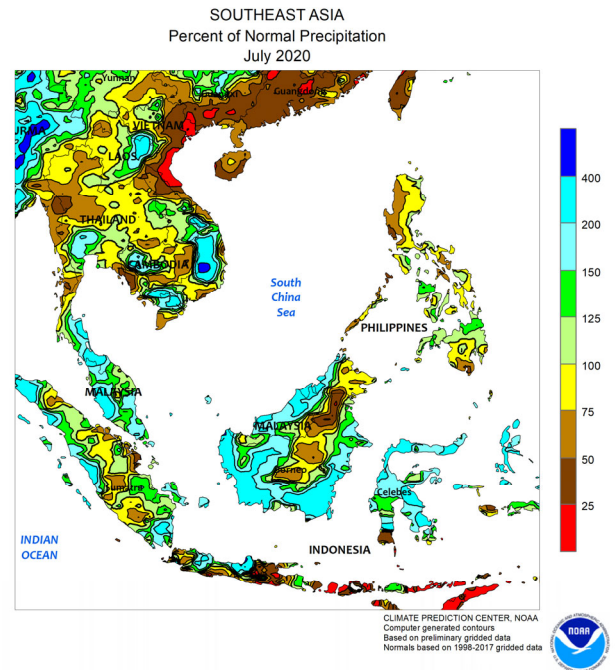 SOUTHEAST ASIA
Percent of Normal Precipitation
July 2020
Yunnan
Guangxi
Guangdong
URMA
VIETNAM
LAOS
THAILAND
CAMBODIA
South
China
Sea
PHILIPPINES
MALAYSIA
MALAYSIA
Borneo
Sumatra
Celebes
INDIAN
OCEAN
INDONESIA
400
200
150
125
100
75
50
25
CLIMATE PREDICTION CENTER, NOAA
Computer generated contours
Based on preliminary gridded data
Normals based on 1998-2017 gridded data
NOAA